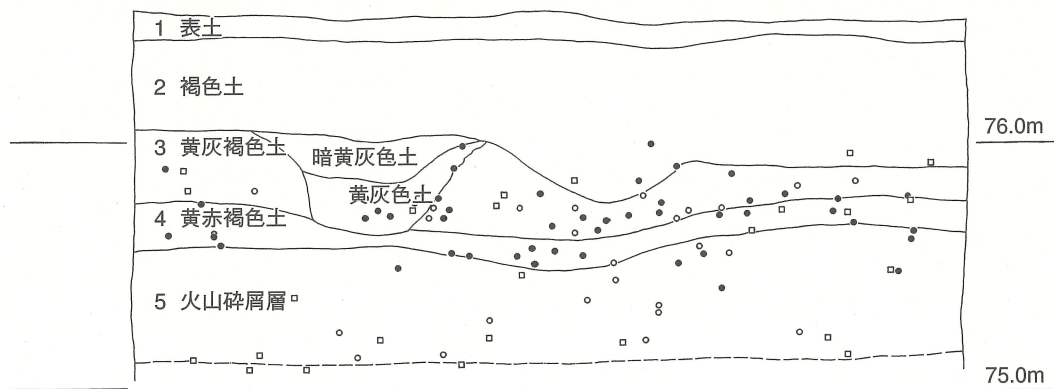 1 表土
2 褐色土
76.0m
3 黄灰褐色土
暗黄灰色土
黄灰色土
4 黄赤褐色土
5 火山砕屑層
75.0m